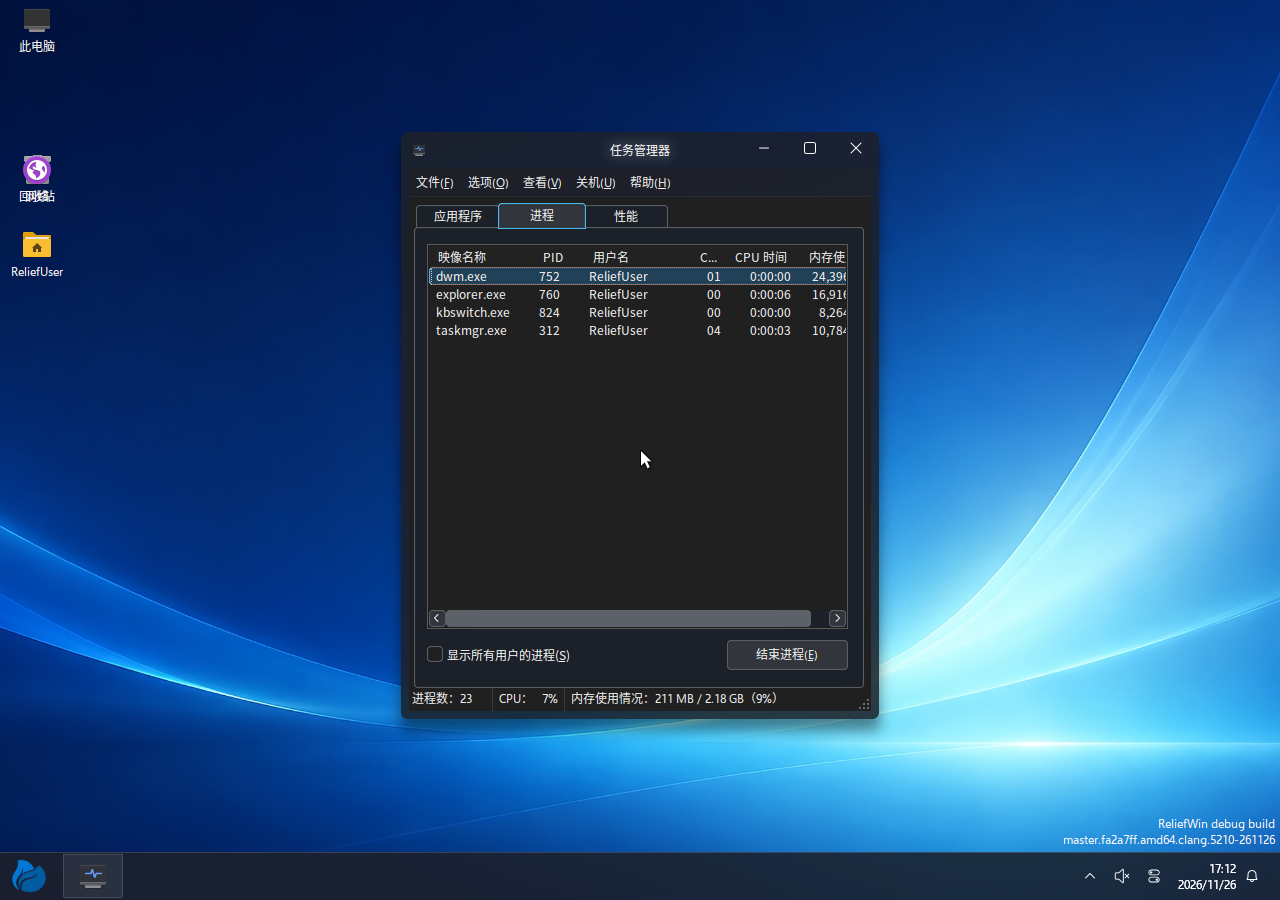 此电脑
ReliefUser
任务管理器
文件(F) 选项(O) 查看(V) 关机(U) 帮助(H)
应用程序 进程 性能
映像名称 PID 用户名 C... CPU 时间 内存使
dwm.exe 752 ReliefUser 01 0:00:00 24,396
explorer.exe 760 ReliefUser 00 0:00:06 16,916
kbswitch.exe 824 ReliefUser 00 0:00:00 8,264
taskmgr.exe 312 ReliefUser 04 0:00:03 10,784
显示所有用户的进程(S) 结束进程(E)
进程数：23 CPU： 7% 内存使用情况：211 MB / 2.18 GB（9%）
ReliefWin debug build
master.fa2a7ff.amd64.clang.5210-261126
17:12
2026/11/26